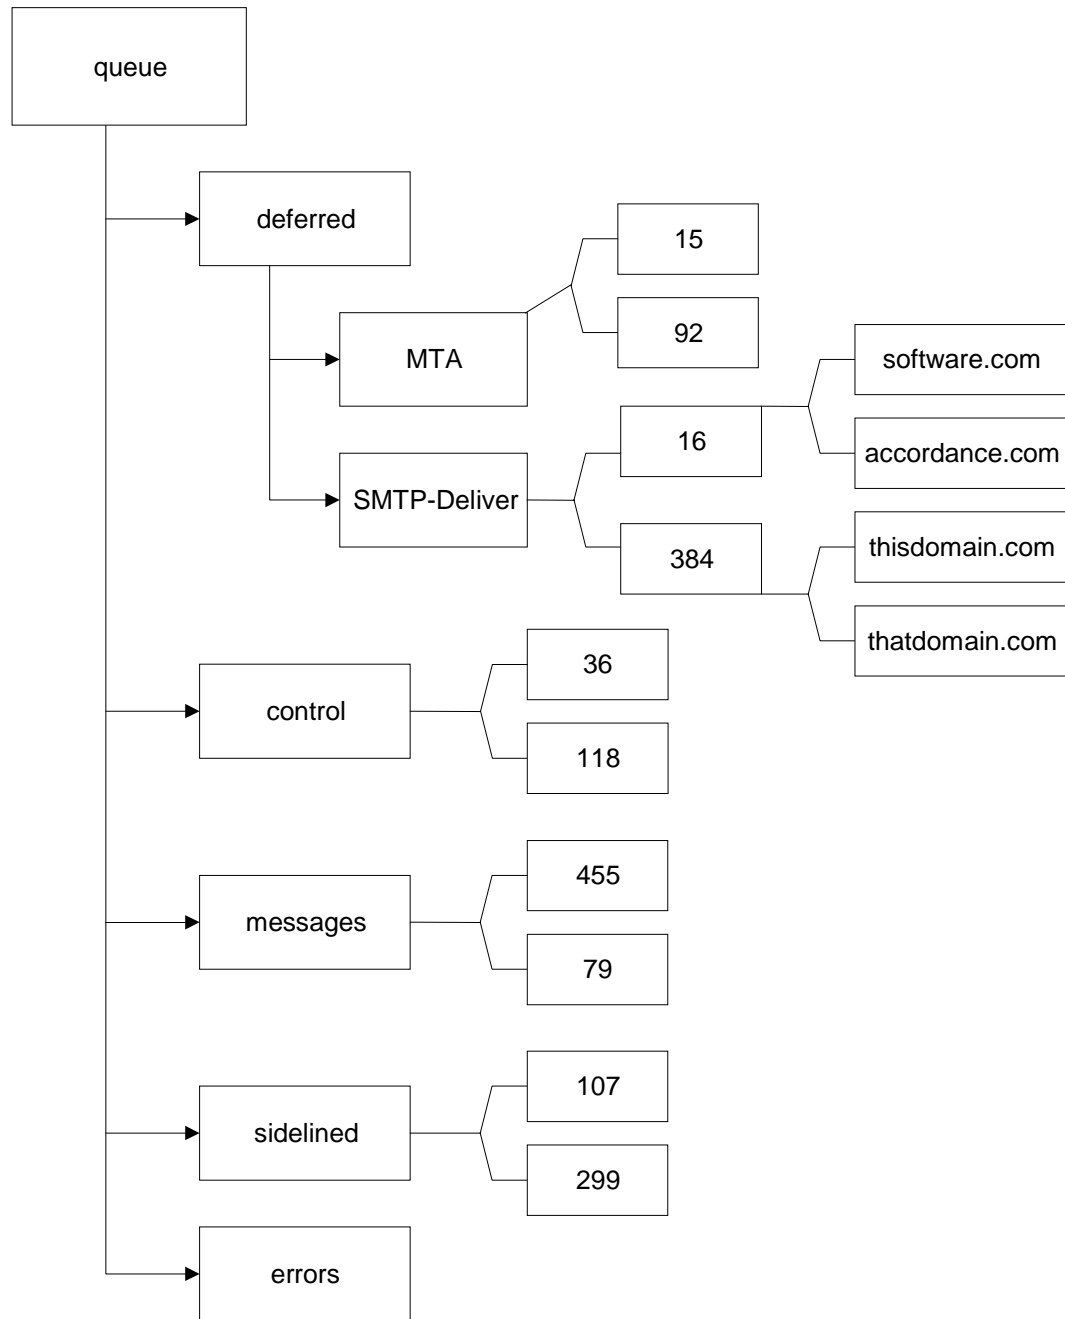 queue
deferred
15
92
MTA
software.com
16
accordance.com
SMTP-Deliver
thisdomain.com
384
thatdomain.com
36
control
118
455
messages
79
107
sidelined
299
errors